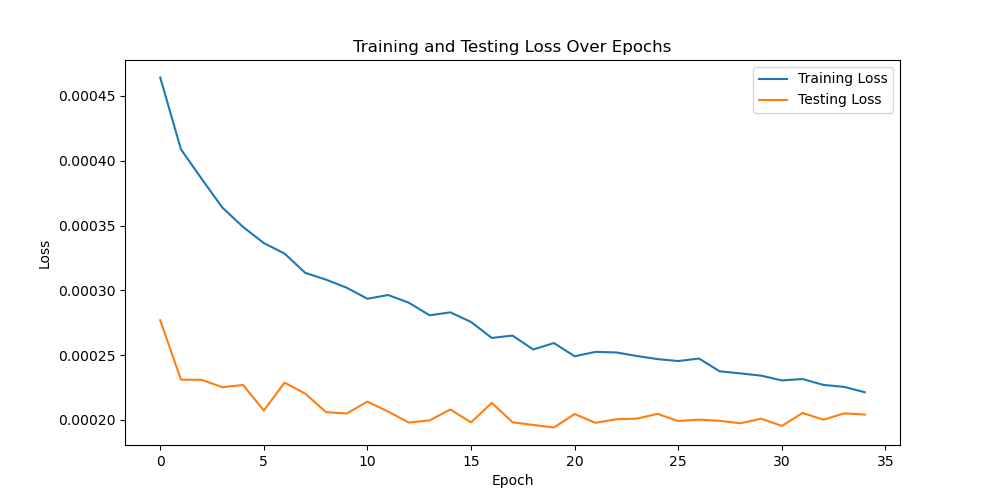 Training and Testing Loss Over Epochs
Training Loss
Testing Loss
0.00045
0.00040
0.00035
0.00030
0.00025
0.00020
Loss
0 5 10 15 20 25 30 35
Epoch